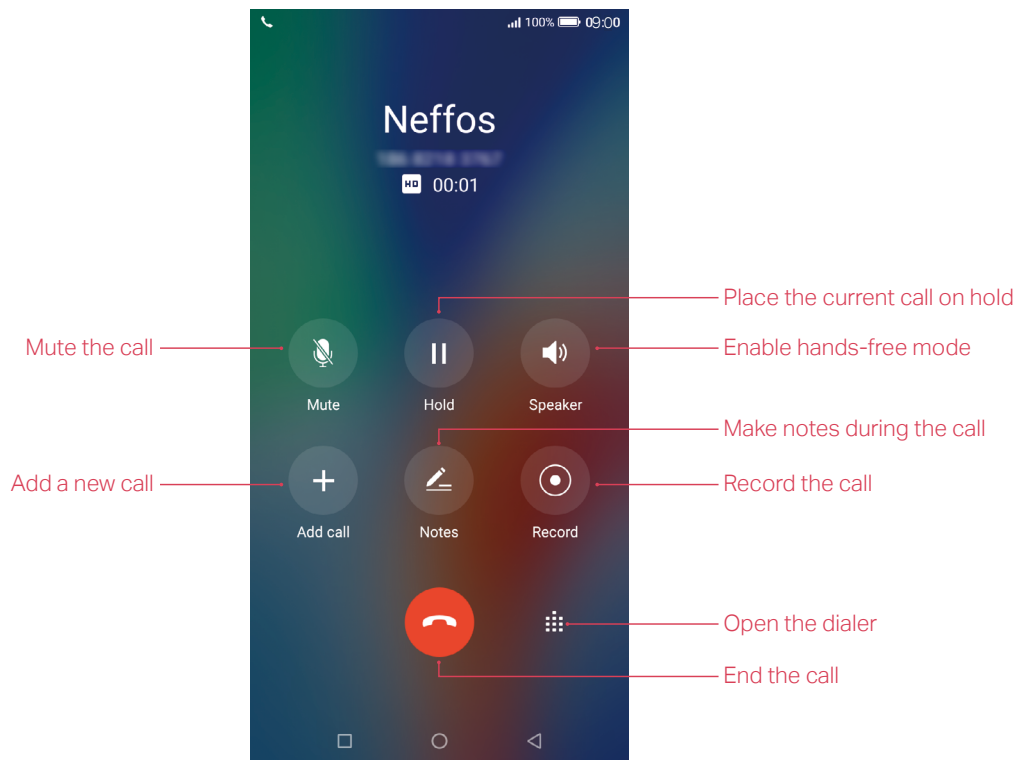 100% 09:00
Neffos
HD 00:01
Place the current call on hold
Mute the call
Enable hands-free mode
Mute Hold Speaker
Make notes during the call
Add a new call
Record the call
Add call Notes Record
Open the dialer
End the call